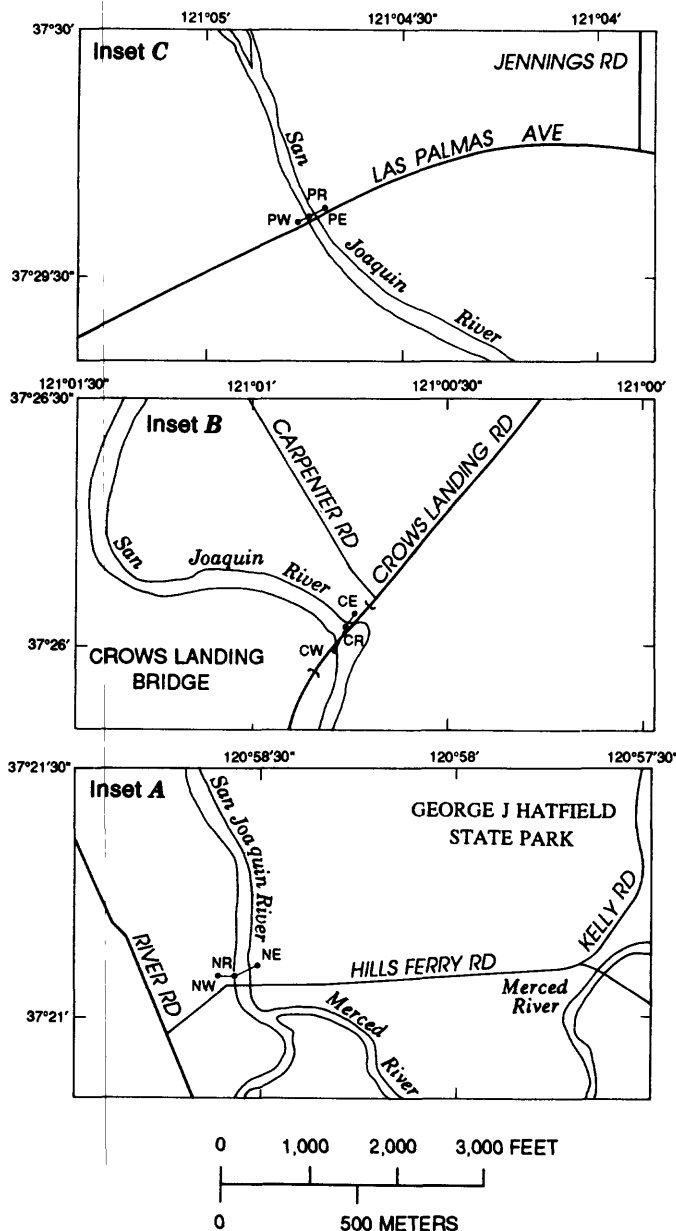 121°05' 121°04'30" 121°04'
37°30'
Inset C
JENNINGS RD
San
LAS PALMAS AVE
PR
PW
PE
37°29'30"
Joaquin
River
121°01'30" 121°01' 121°00'30" 121°00'
37°26'30"
Inset B
CARPENTER RD
CROWS LANDING RD
San
Joaquin
River
CE
CR
37°26'
CW
CROWS LANDING
BRIDGE
120°58'30" 120°58' 120°57'30"
37°21'30"
Inset A
San Joaquin River
GEORGE J HATFIELD
STATE PARK
KELLY RD
RIVER RD
NR
NE
NW
HILLS FERRY RD
Merced
River
37°21'
Merced
River
0 1,000 2,000 3,000 FEET
0 500 METERS